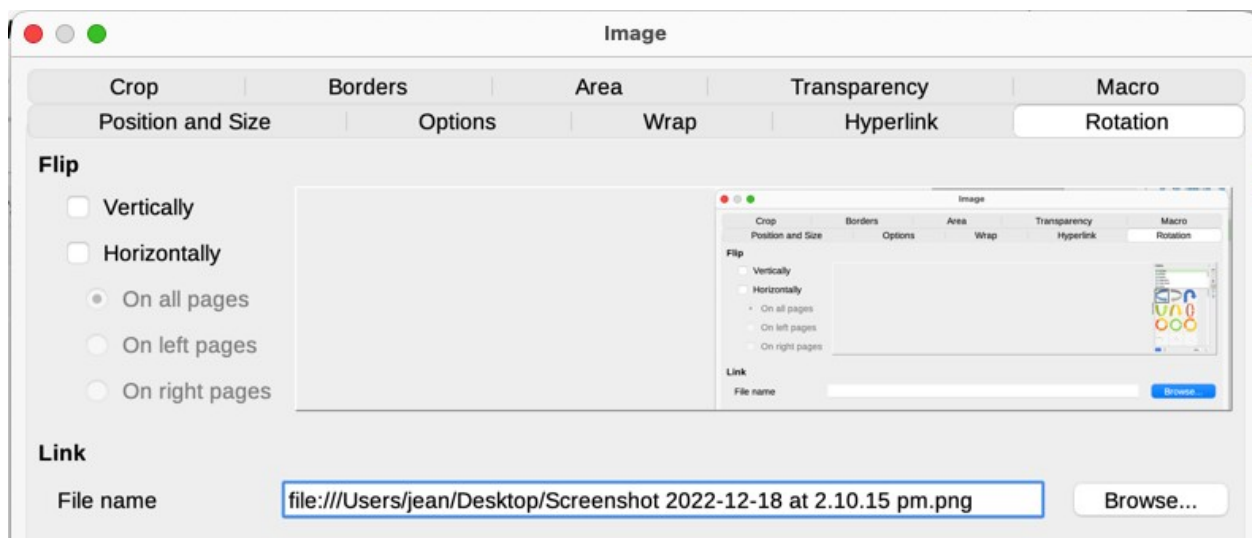 Image
Crop Borders Area Transparency Macro
Position and Size Options Wrap Hyperlink Rotation
Flip
Vertically
Horizontally
On all pages
On left pages
On right pages
Image
Crop Borders Area Transparency Macro
Position and Size Options Wrap Hyperlink Rotation
Flip
Vertically
Horizontally
On all pages
On left pages
On right pages
Link
File name Browse...
Link
File name file:///Users/jean/Desktop/Screenshot 2022-12-18 at 2.10.15 pm.png Browse...